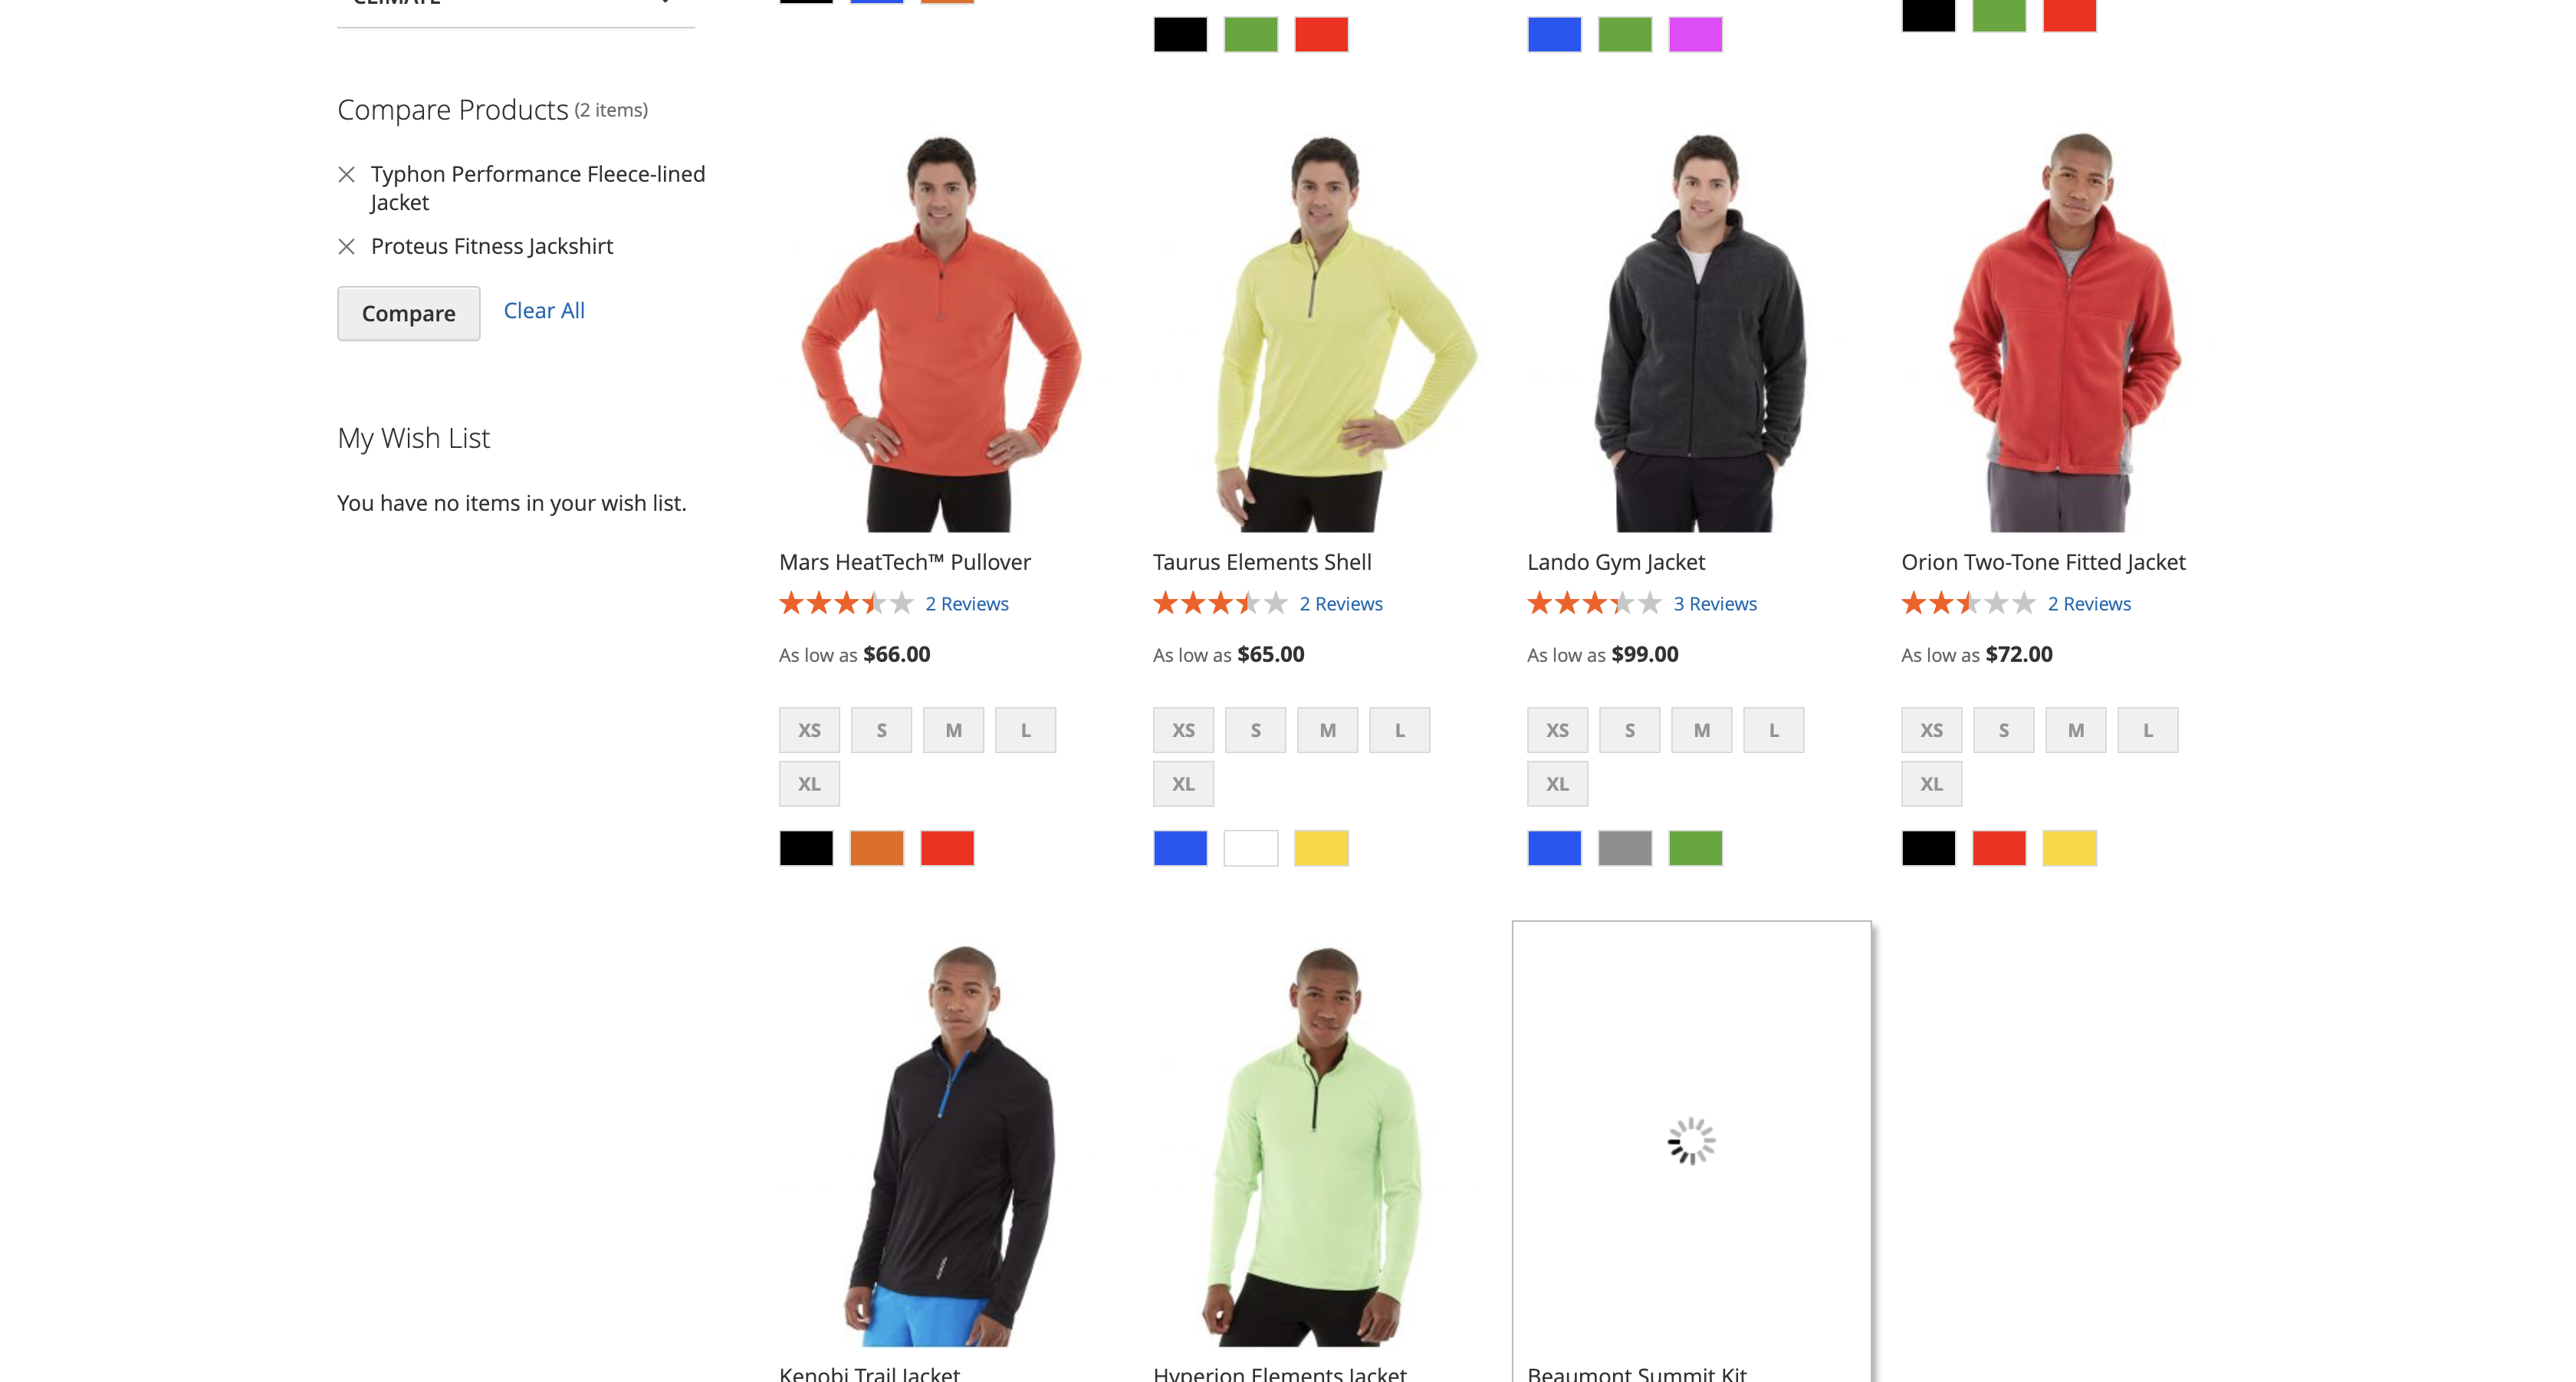 CLIMATE
Compare Products (2 items)
Typhon Performance Fleece-lined
Jacket
Proteus Fitness Jackshirt
Compare Clear All
My Wish List
You have no items in your wish list.
Mars HeatTech™ Pullover
2 Reviews
As low as $66.00
XS S M L
XL
Taurus Elements Shell
2 Reviews
As low as $65.00
XS S M L
XL
Lando Gym Jacket
3 Reviews
As low as $99.00
XS S M L
XL
Orion Two-Tone Fitted Jacket
2 Reviews
As low as $72.00
XS S M L
XL
Kenobi Trail Jacket
Hyperion Elements Jacket
Beaumont Summit Kit